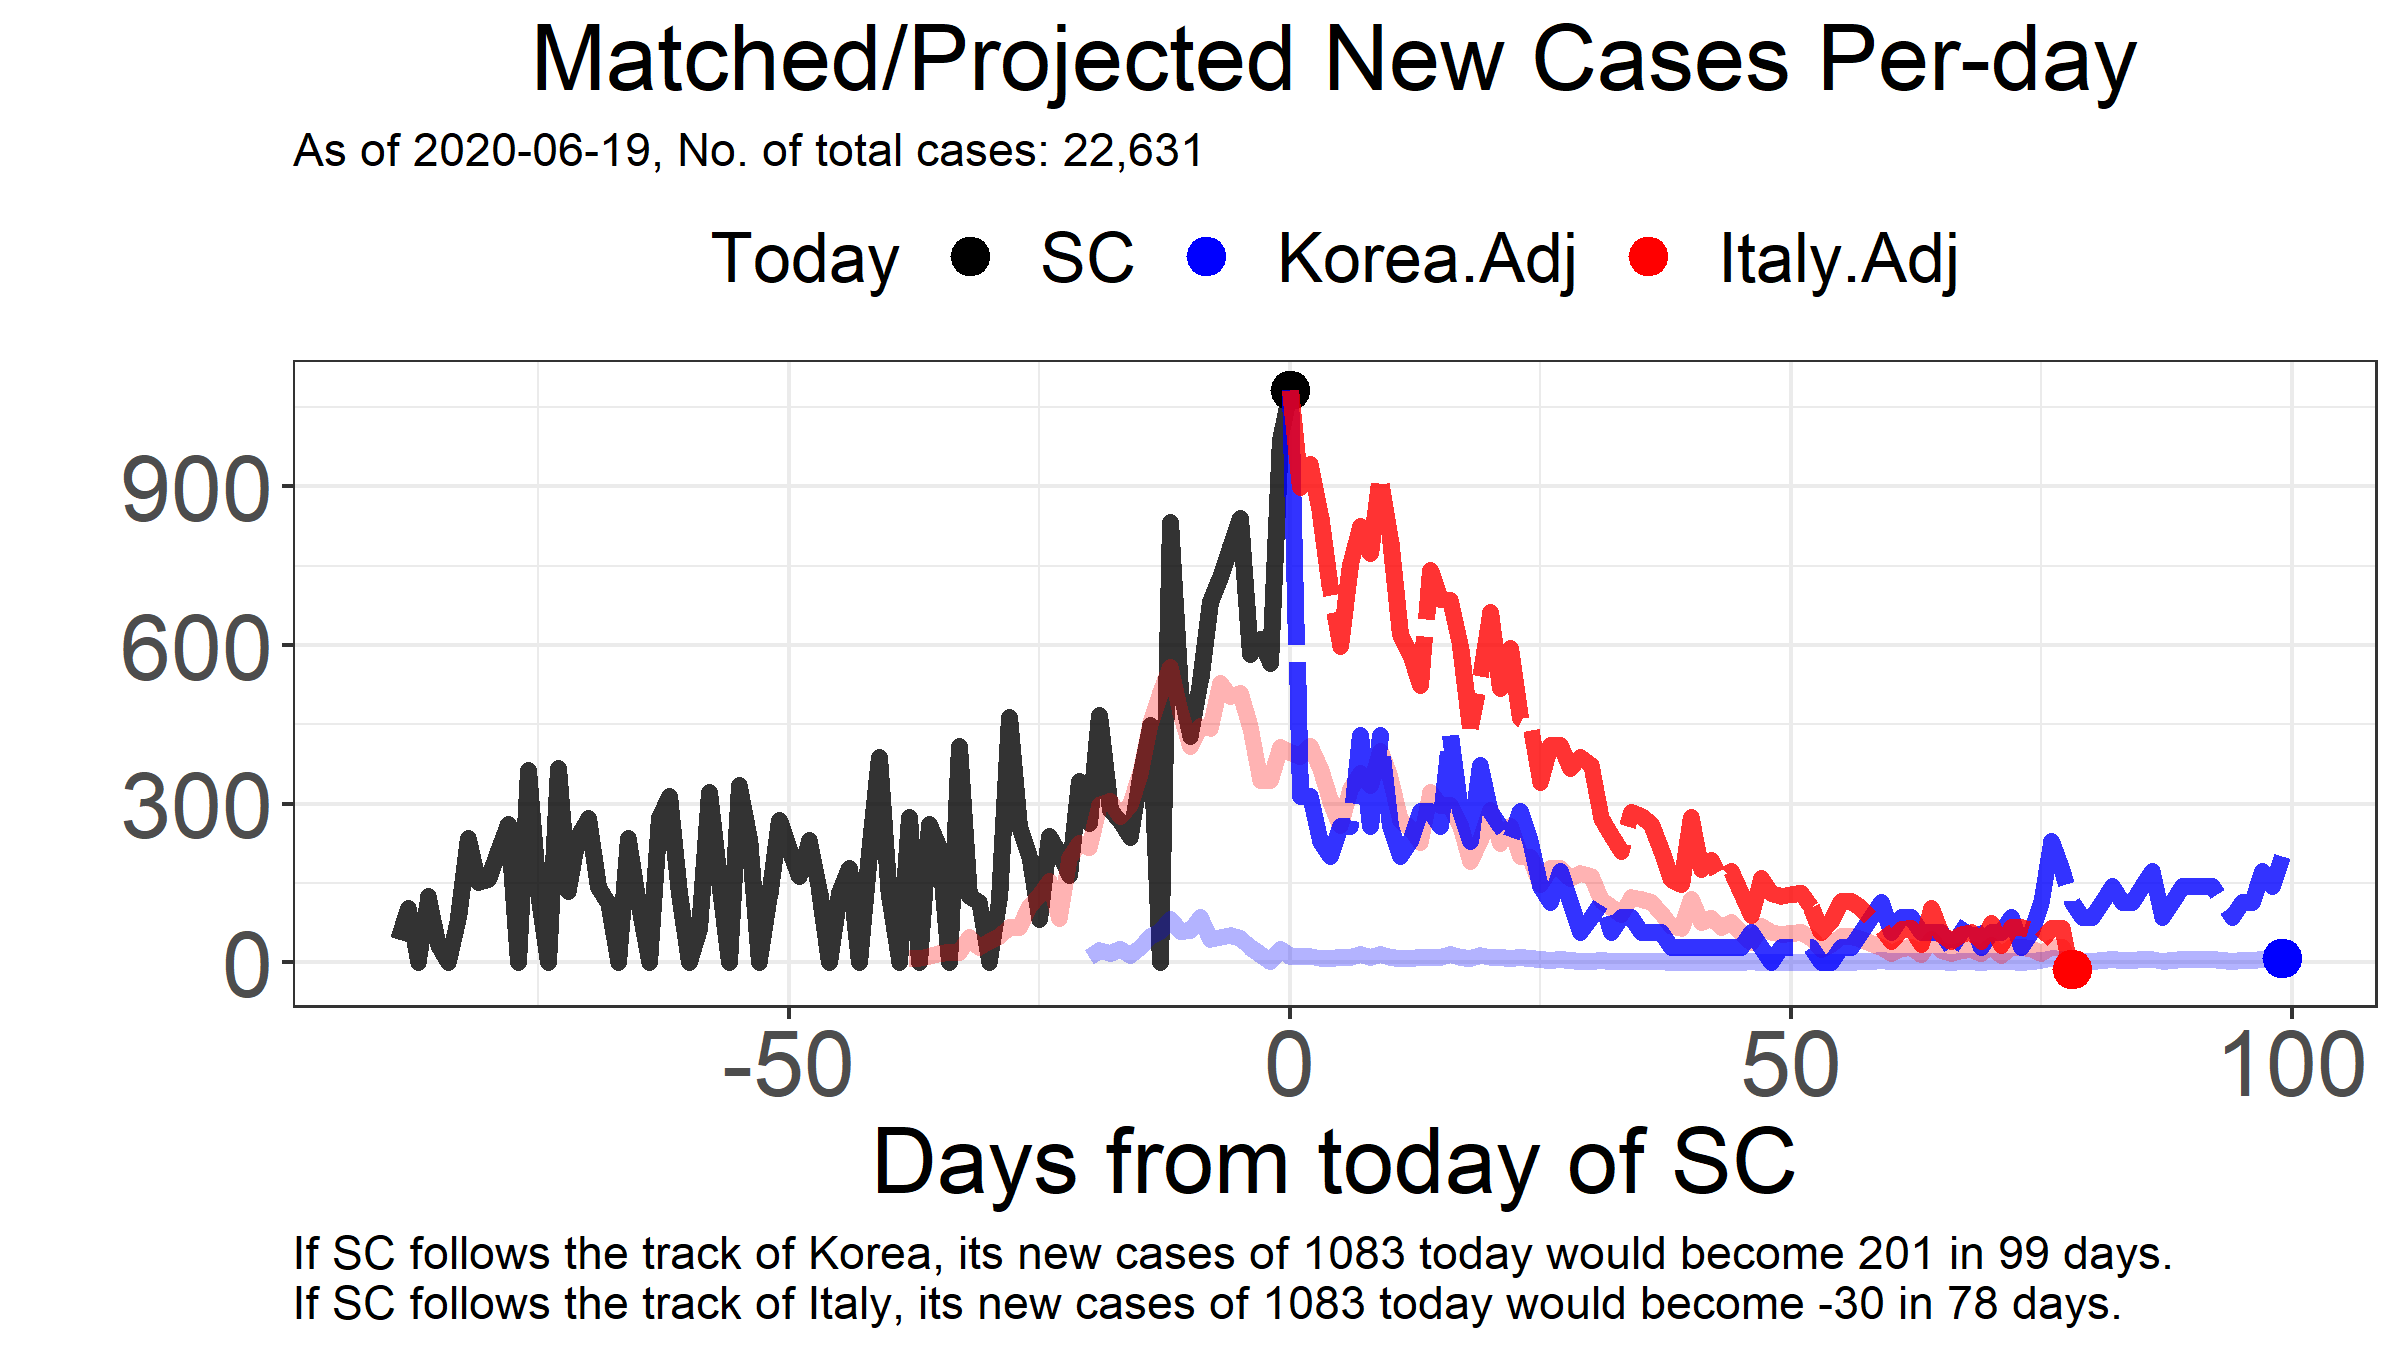 Matched/Projected New Cases Per-day
As of 2020-06-19, No. of total cases: 22,631
Today SC Korea.Adj Italy.Adj
900
600
300
0
-50 0 50 100
Days from today of SC
If SC follows the track of Korea, its new cases of 1083 today would become 201 in 99 days.
If SC follows the track of Italy, its new cases of 1083 today would become -30 in 78 days.